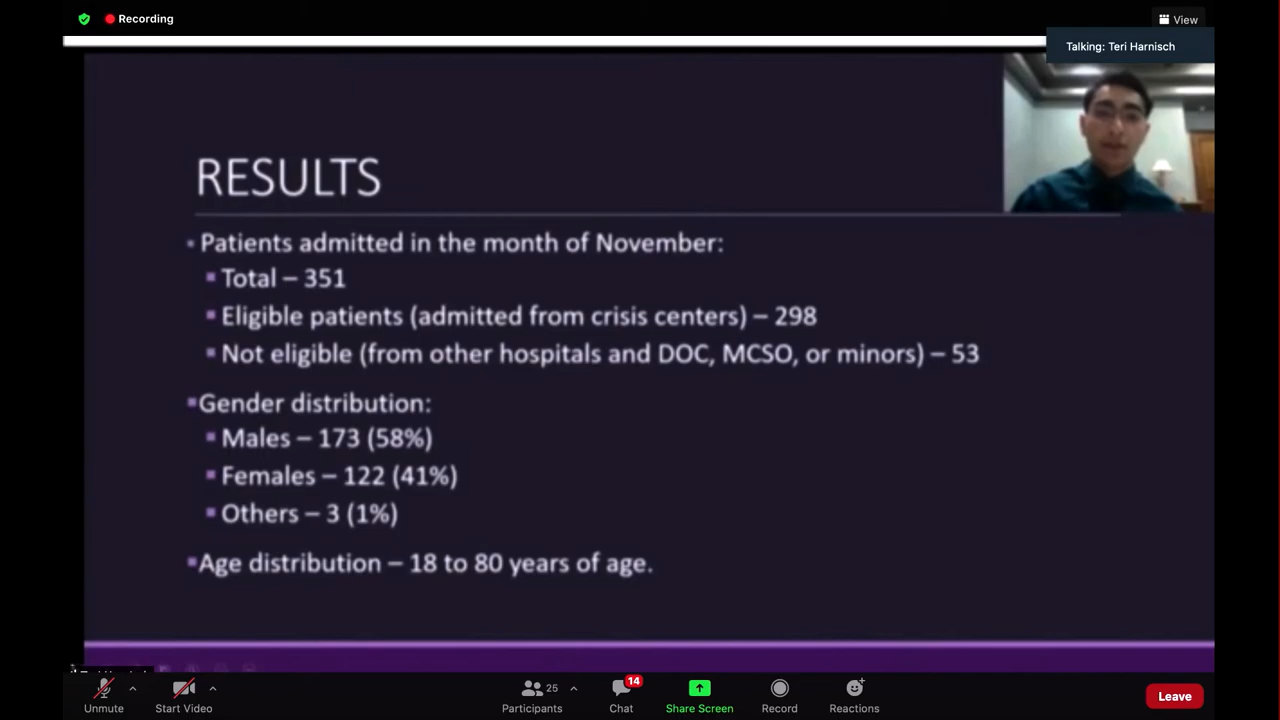 Recording
View
Talking: Teri Harnisch
RESULTS
▪ Patients admitted in the month of November:
▪ Total – 351
▪ Eligible patients (admitted from crisis centers) – 298
▪ Not eligible (from other hospitals and DOC, MCSO, or minors) – 53
▪Gender distribution:
▪ Males – 173 (58%)
▪ Females – 122 (41%)
▪ Others – 3 (1%)
▪Age distribution – 18 to 80 years of age.
Unmute
Start Video
25
Participants
14
Chat
Share Screen
Record
Reactions
Leave